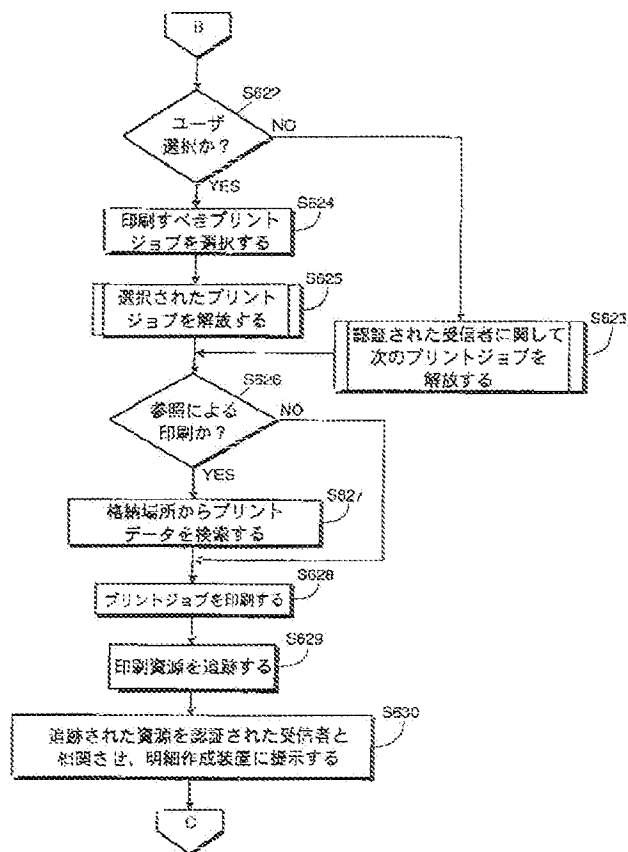 B
S622
ユーザ
選択か？
NO
YES
S624
印刷すべきプリント
ジョブを選択する
S625
選択されたプリント
ジョブを解放する
S623
認証された受信者に関して
次のプリントジョブを
解放する
S626
参照による
印刷か？
NO
YES
S627
格納場所からプリント
データを検索する
S628
プリントジョブを印刷する
S629
印刷資源を追跡する
S630
追跡された資源を認証された受信者と
相関させ、明細作成装置に提示する
C